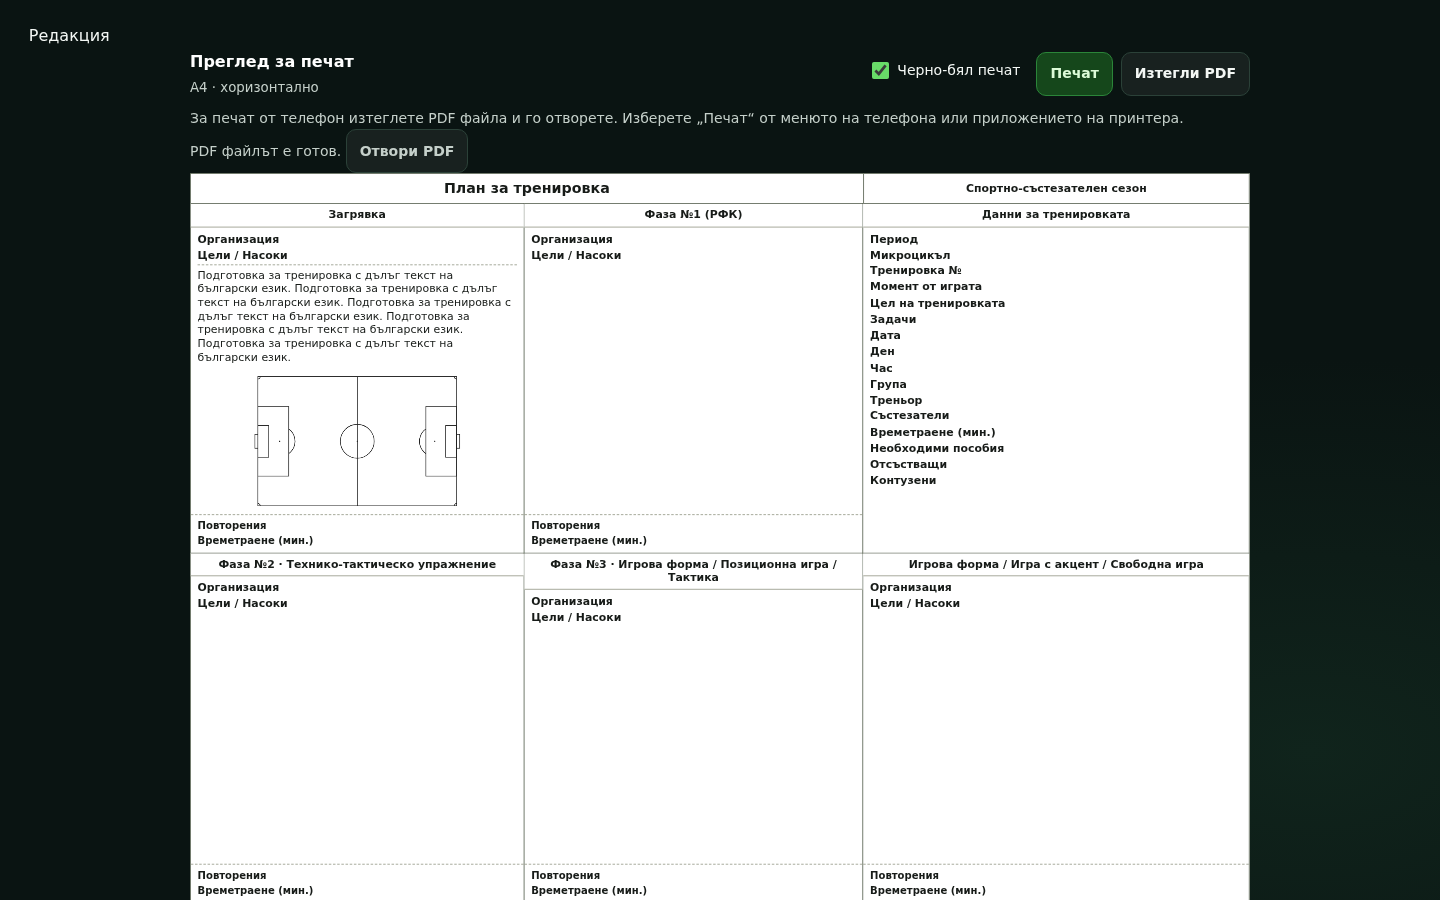 Редакция
Преглед за печат
А4 · хоризонтално
Черно-бял печат
Печат
Изтегли PDF
За печат от телефон изтеглете PDF файла и го отворете. Изберете „Печат“ от менюто на телефона или приложението на принтера.
PDF файлът е готов. Отвори PDF
План за тренировка
Спортно-състезателен сезон
Загрявка
Фаза №1 (РФК)
Данни за тренировката
Организация
Цели / Насоки
Подготовка за тренировка с дълъг текст на
български език. Подготовка за тренировка с дълъг
текст на български език. Подготовка за тренировка с
дълъг текст на български език. Подготовка за
тренировка с дълъг текст на български език.
Подготовка за тренировка с дълъг текст на
български език.
Повторения
Времетраене (мин.)
Организация
Цели / Насоки
Повторения
Времетраене (мин.)
Период
Микроцикъл
Тренировка №
Момент от играта
Цел на тренировката
Задачи
Дата
Ден
Час
Група
Треньор
Състезатели
Времетраене (мин.)
Необходими пособия
Отсъстващи
Контузени
Фаза №2 · Технико-тактическо упражнение
Фаза №3 · Игрова форма / Позиционна игра /
Тактика
Игрова форма / Игра с акцент / Свободна игра
Организация
Цели / Насоки
Повторения
Времетраене (мин.)
Организация
Цели / Насоки
Повторения
Времетраене (мин.)
Организация
Цели / Насоки
Повторения
Времетраене (мин.)